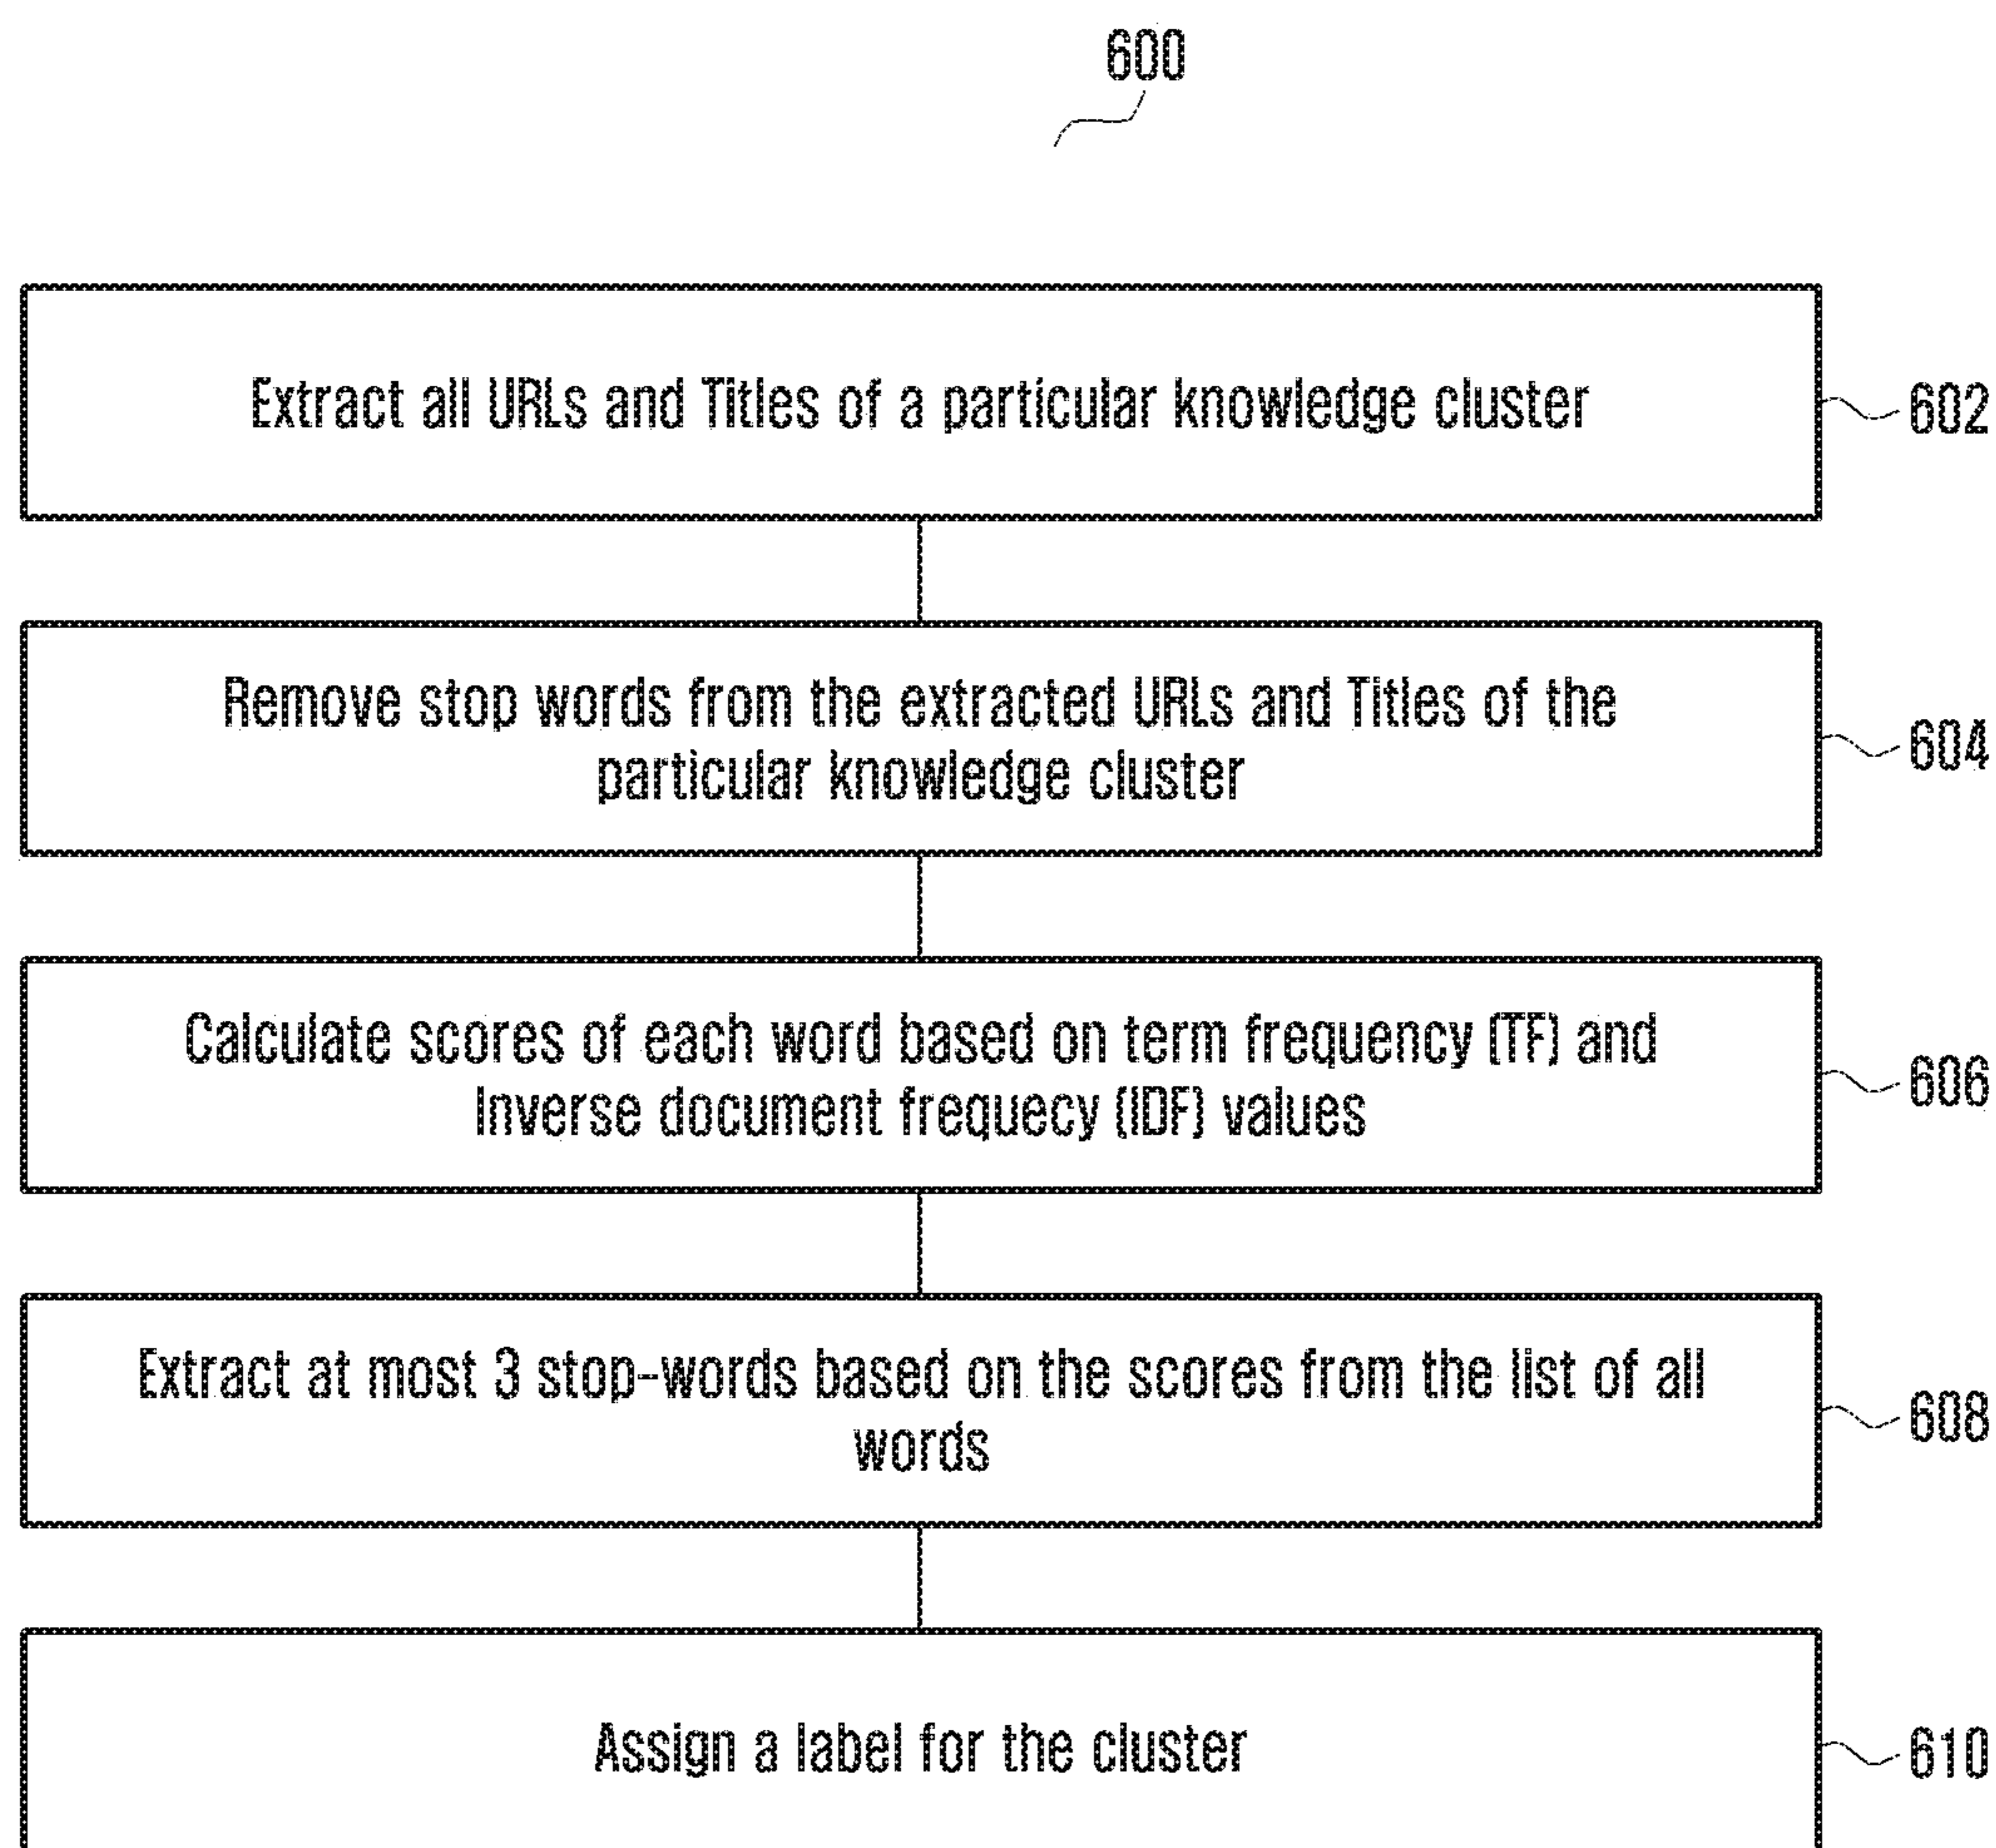 600
Extract all URLs and Titles of a particular knowledge cluster
602
Remove stop words from the extracted URLs and Titles of the
particular knowledge cluster
604
Calculate scores of each word based on term frequency (TF) and
Inverse document frequecy (IDF) values
606
Extract at most 3 stop-words based on the scores from the list of all
words
608
Assign a label for the cluster
610